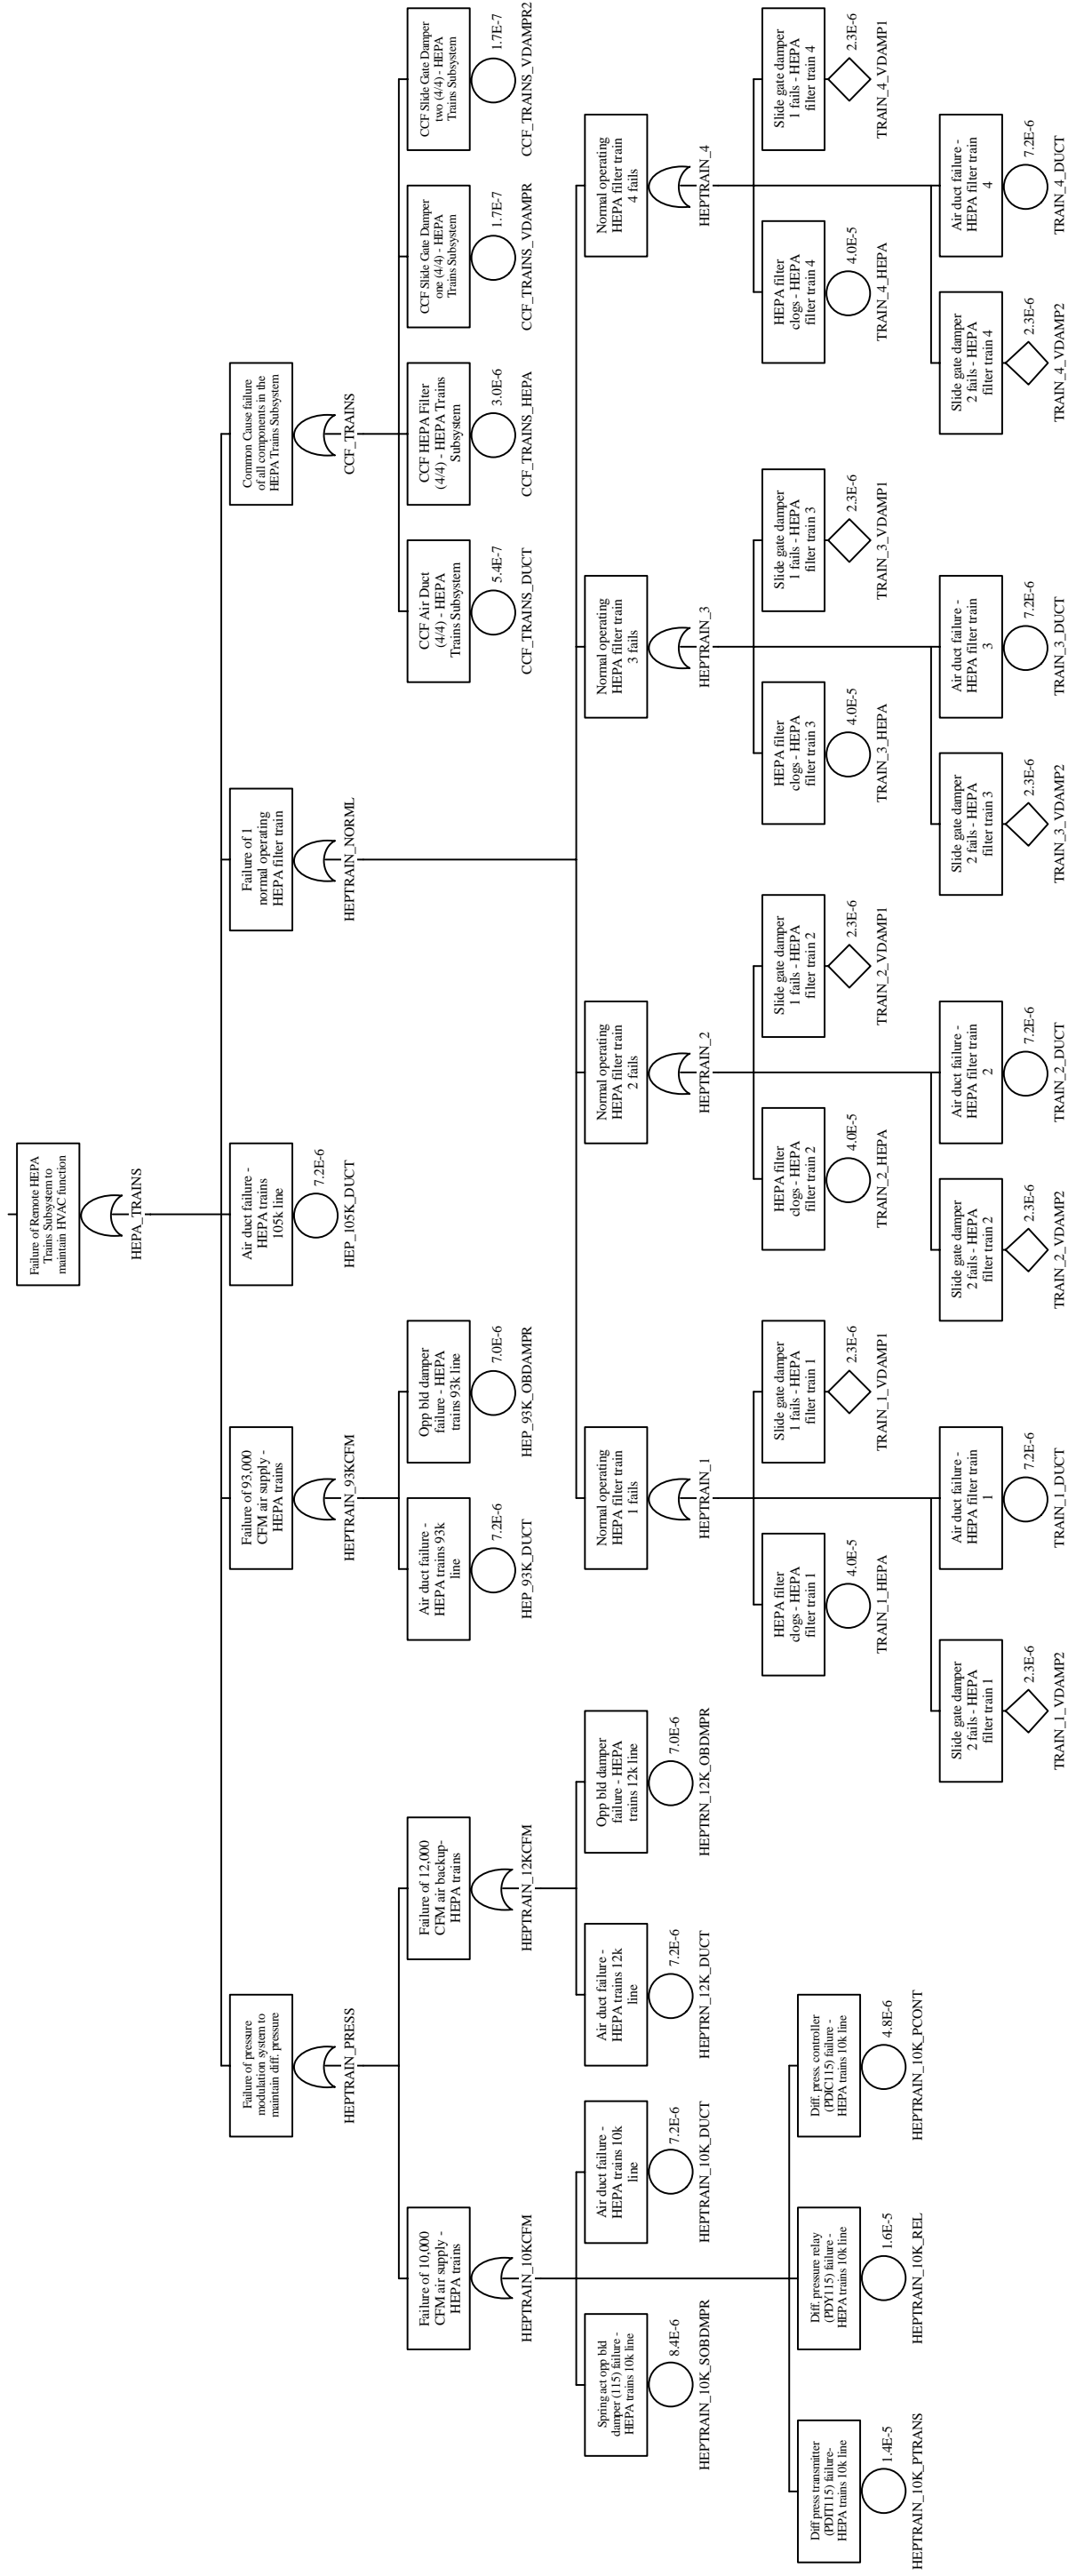 Failure of Remote HEPA
Trains Subsystem to
maintain HVAC function
HEPA_TRAINS
Failure of pressure
modulation system to
maintain diff. pressure
HEPTRAIN_PRESS
Failure of 93,000
CFM air supply -
HEPA trains
HEPTRAIN_93KCFM
Air duct failure -
HEPA trains
105k line
7.2E-6
HEP_105K_DUCT
Failure of 1
normal operating
HEPA filter train
HEPTRAIN_NORML
Common Cause failure
of all components in the
HEPA Trains Subsystem
CCF_TRAINS
Failure of 10,000
CFM air supply -
HEPA trains
HEPTRAIN_10KCFM
Failure of 12,000
CFM air backup-
HEPA trains
HEPTRAIN_12KCFM
Air duct failure -
HEPA trains 93k
line
7.2E-6
HEP_93K_DUCT
Opp bld damper
failure - HEPA
trains 93k line
7.0E-6
HEP_93K_OBDAMPR
CCF Air Duct
(4/4) - HEPA
Trains Subsystem
5.4E-7
CCF_TRAINS_DUCT
CCF HEPA Filter
(4/4) - HEPA Trains
Subsystem
3.0E-6
CCF_TRAINS_HEPA
CCF Slide Gate Damper
one (4/4) - HEPA
Trains Subsystem
1.7E-7
CCF_TRAINS_VDAMPR
CCF Slide Gate Damper
two (4/4) - HEPA
Trains Subsystem
1.7E-7
CCF_TRAINS_VDAMPR2
Spring act opp bld
damper (115) failure -
HEPA trains 10k line
8.4E-6
HEPTRAIN_10K_SOBDMPR
Air duct failure -
HEPA trains 10k
line
7.2E-6
HEPTRAIN_10K_DUCT
Air duct failure -
HEPA trains 12k
line
7.2E-6
HEPTRN_12K_DUCT
Opp bld damper
failure - HEPA
trains 12k line
7.0E-6
HEPTRN_12K_OBDMPR
Normal operating
HEPA filter train
1 fails
HEPTRAIN_1
Normal operating
HEPA filter train
2 fails
HEPTRAIN_2
Normal operating
HEPA filter train
3 fails
HEPTRAIN_3
Normal operating
HEPA filter train
4 fails
HEPTRAIN_4
Diff press transmitter
(PDIT115) failure-
HEPA trains 10k line
1.4E-5
HEPTRAIN_10K_PTRANS
Diff. pressure relay
(PDY115) failure -
HEPA trains 10k line
1.6E-5
HEPTRAIN_10K_REL
Diff. press. controller
(PDIC115) failure -
HEPA trains 10k line
4.8E-6
HEPTRAIN_10K_PCONT
HEPA filter
clogs - HEPA
filter train 1
4.0E-5
TRAIN_1_HEPA
Slide gate damper
1 fails - HEPA
filter train 1
2.3E-6
TRAIN_1_VDAMP1
HEPA filter
clogs - HEPA
filter train 2
4.0E-5
TRAIN_2_HEPA
Slide gate damper
1 fails - HEPA
filter train 2
2.3E-6
TRAIN_2_VDAMP1
HEPA filter
clogs - HEPA
filter train 3
4.0E-5
TRAIN_3_HEPA
Slide gate damper
1 fails - HEPA
filter train 3
2.3E-6
TRAIN_3_VDAMP1
HEPA filter
clogs - HEPA
filter train 4
4.0E-5
TRAIN_4_HEPA
Slide gate damper
1 fails - HEPA
filter train 4
2.3E-6
TRAIN_4_VDAMP1
Slide gate damper
2 fails - HEPA
filter train 1
2.3E-6
TRAIN_1_VDAMP2
Air duct failure -
HEPA filter train
1
7.2E-6
TRAIN_1_DUCT
Slide gate damper
2 fails - HEPA
filter train 2
2.3E-6
TRAIN_2_VDAMP2
Air duct failure -
HEPA filter train
2
7.2E-6
TRAIN_2_DUCT
Slide gate damper
2 fails - HEPA
filter train 3
2.3E-6
TRAIN_3_VDAMP2
Air duct failure -
HEPA filter train
3
7.2E-6
TRAIN_3_DUCT
Slide gate damper
2 fails - HEPA
filter train 4
2.3E-6
TRAIN_4_VDAMP2
Air duct failure -
HEPA filter train
4
7.2E-6
TRAIN_4_DUCT